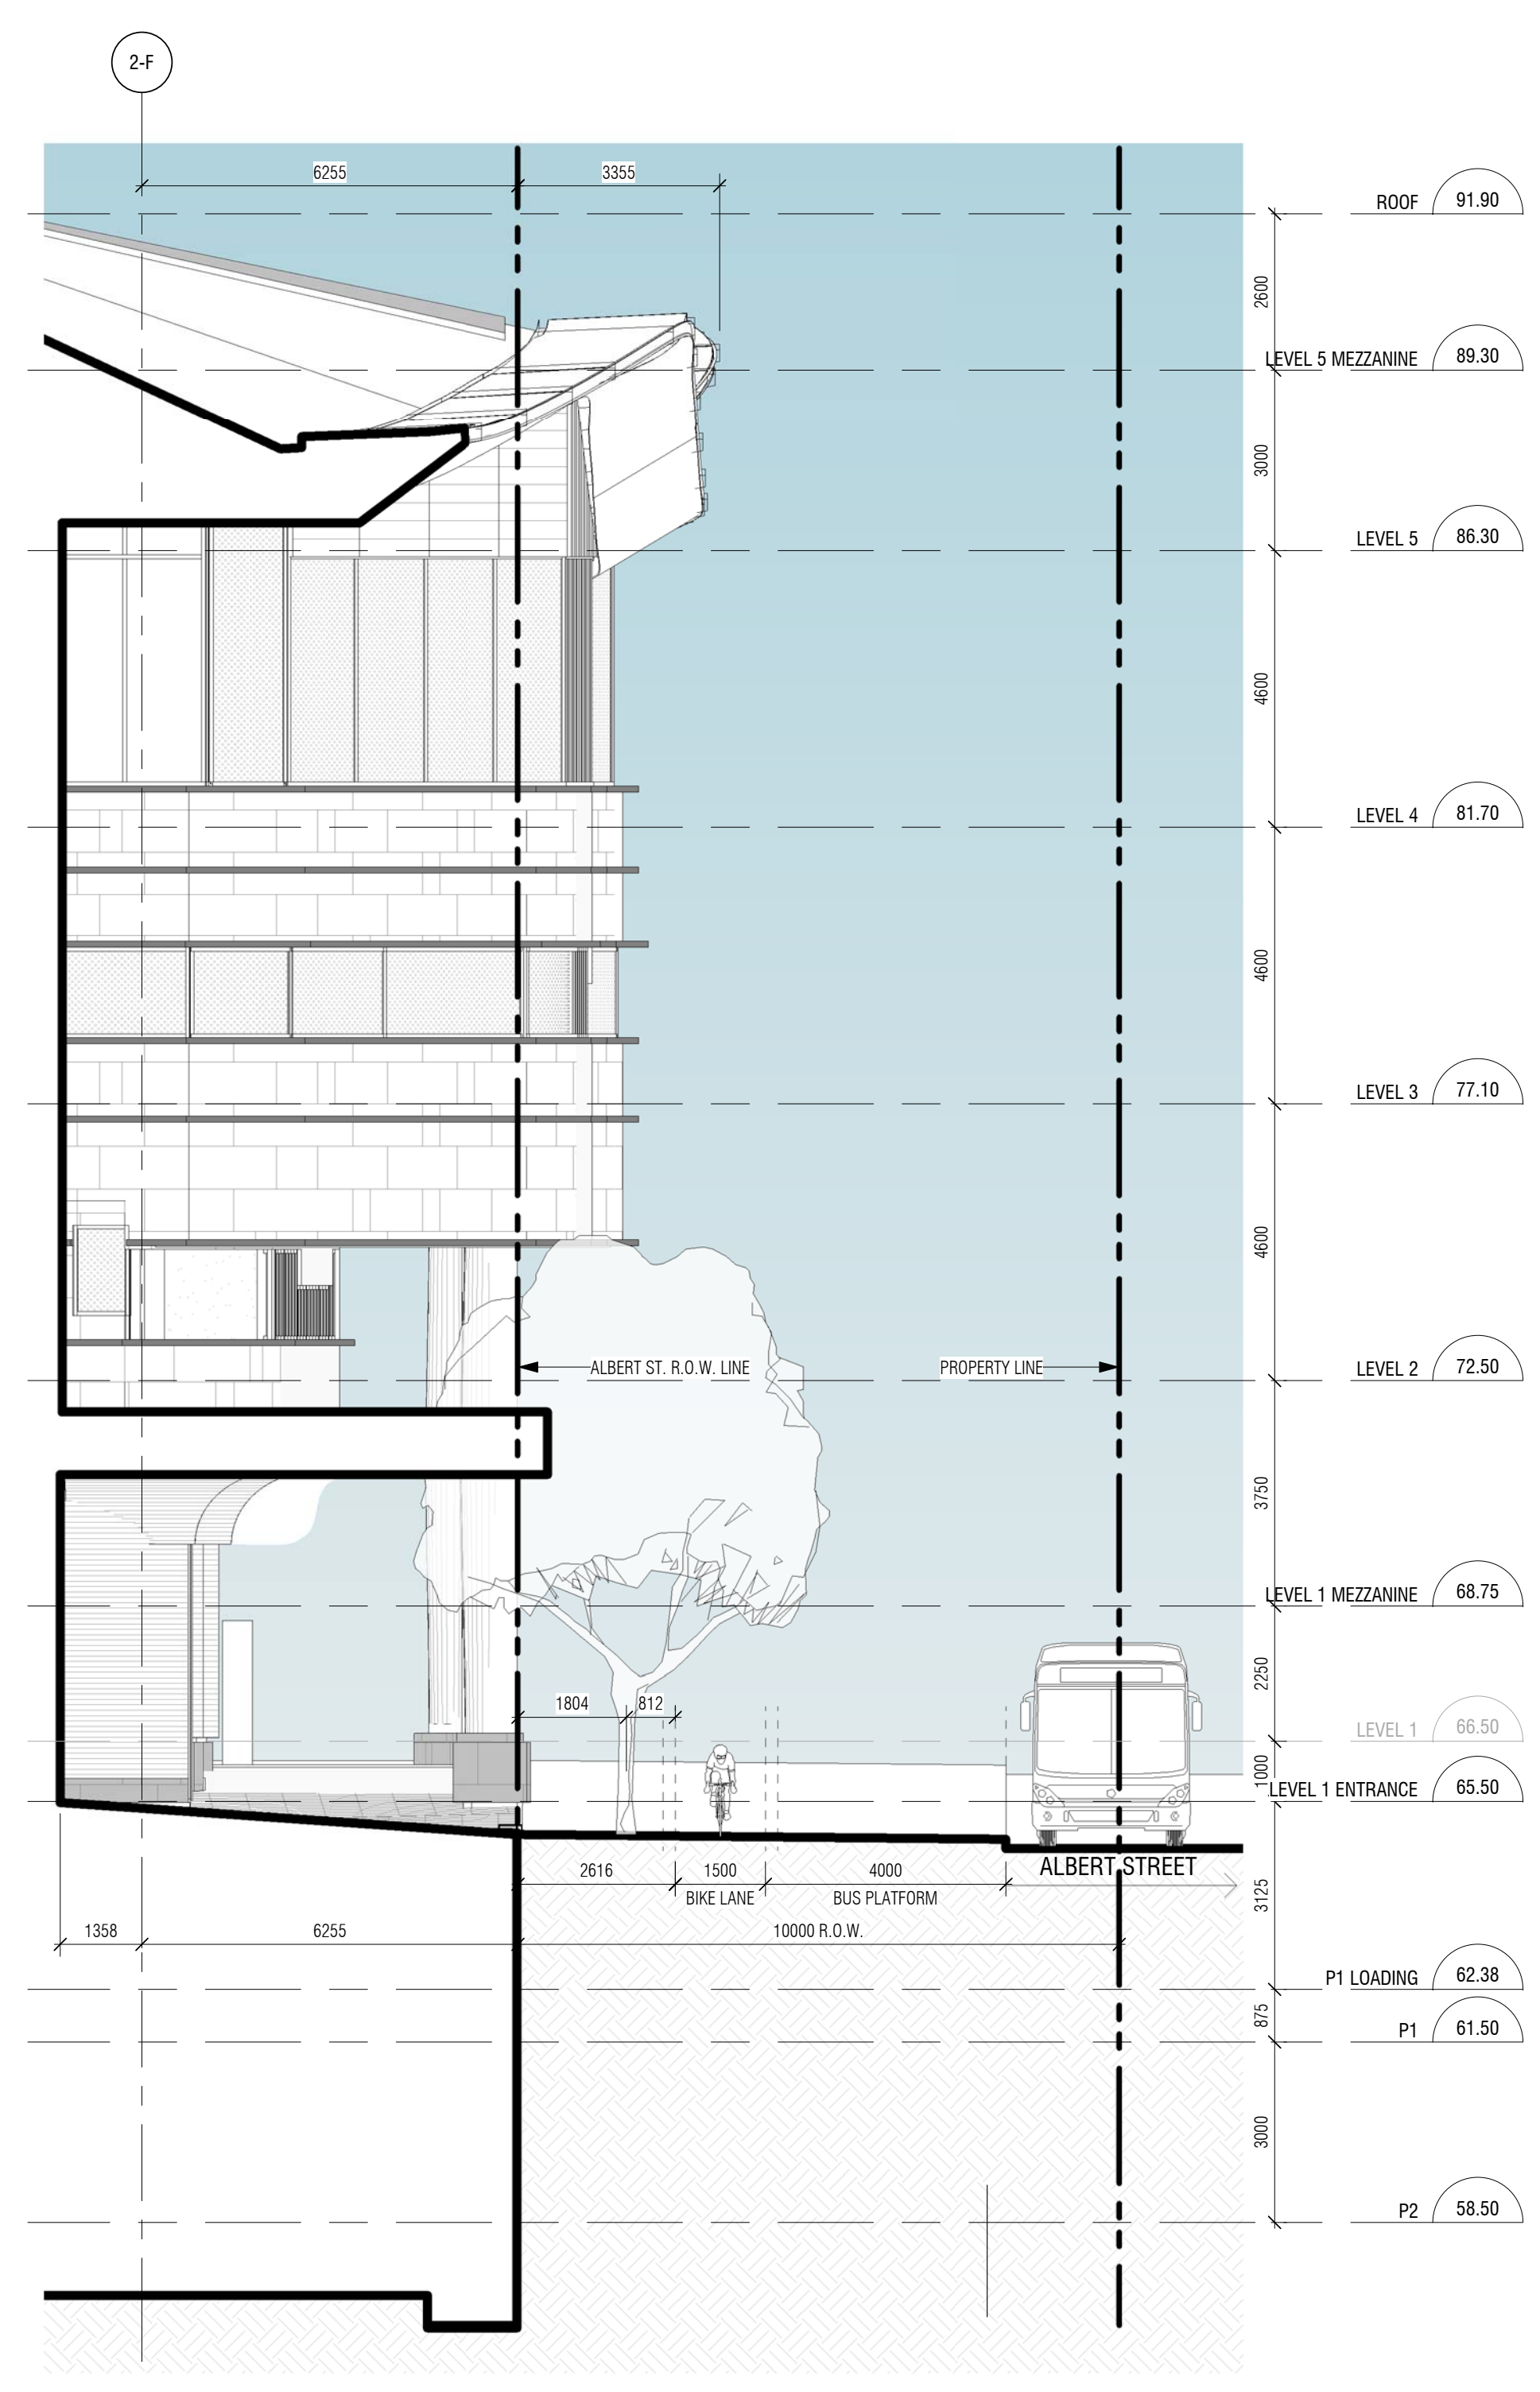 2-F
6255
3355
ROOF 91.90
2600
LEVEL 5 MEZZANINE 89.30
3000
LEVEL 5 86.30
4600
LEVEL 4 81.70
4600
LEVEL 3 77.10
4600
ALBERT ST. R.O.W. LINE
PROPERTY LINE
LEVEL 2 72.50
3750
LEVEL 1 MEZZANINE 68.75
2250
1804
812
LEVEL 1 66.50
1000
LEVEL 1 ENTRANCE 65.50
ALBERT STREET
2616
1500
4000
BIKE LANE
BUS PLATFORM
3125
1358
6255
10000 R.O.W.
P1 LOADING 62.38
875
P1 61.50
3000
P2 58.50